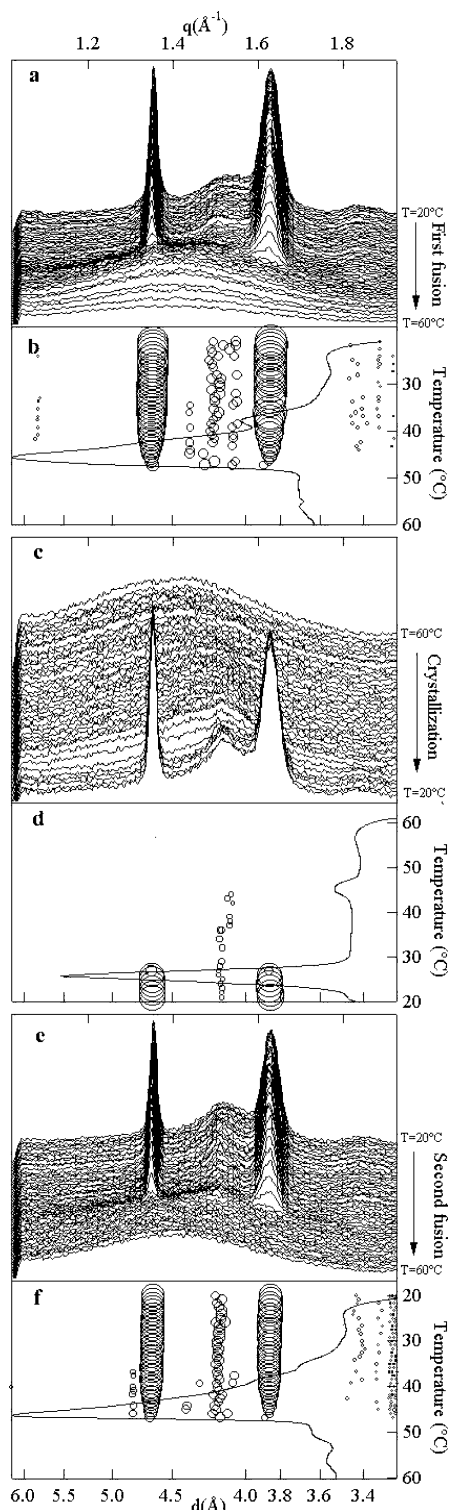 q(Å⁻¹)
1.2 1.4 1.6 1.8
a
T=20°C
First fusion
T=60°C
b
30
40
50
60
Temperature (°C)
c
T=60°C
Crystallization
T=20°C
d
60
50
40
30
20
Temperature (°C)
e
T=20°C
Second fusion
T=60°C
f
20
30
40
50
60
Temperature (°C)
6.0 5.5 5.0 4.5 4.0 3.8 3.6 3.4
d(Å)